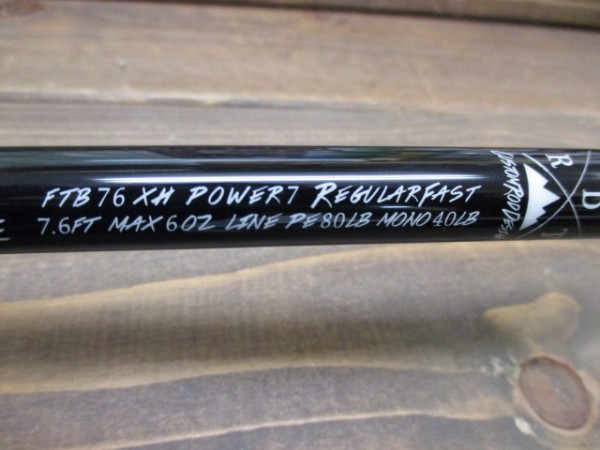 FTB76 XH POWER7 REGULARFAST
7.6FT MAX 6OZ LINE PE80LB MONO40LB
R
D